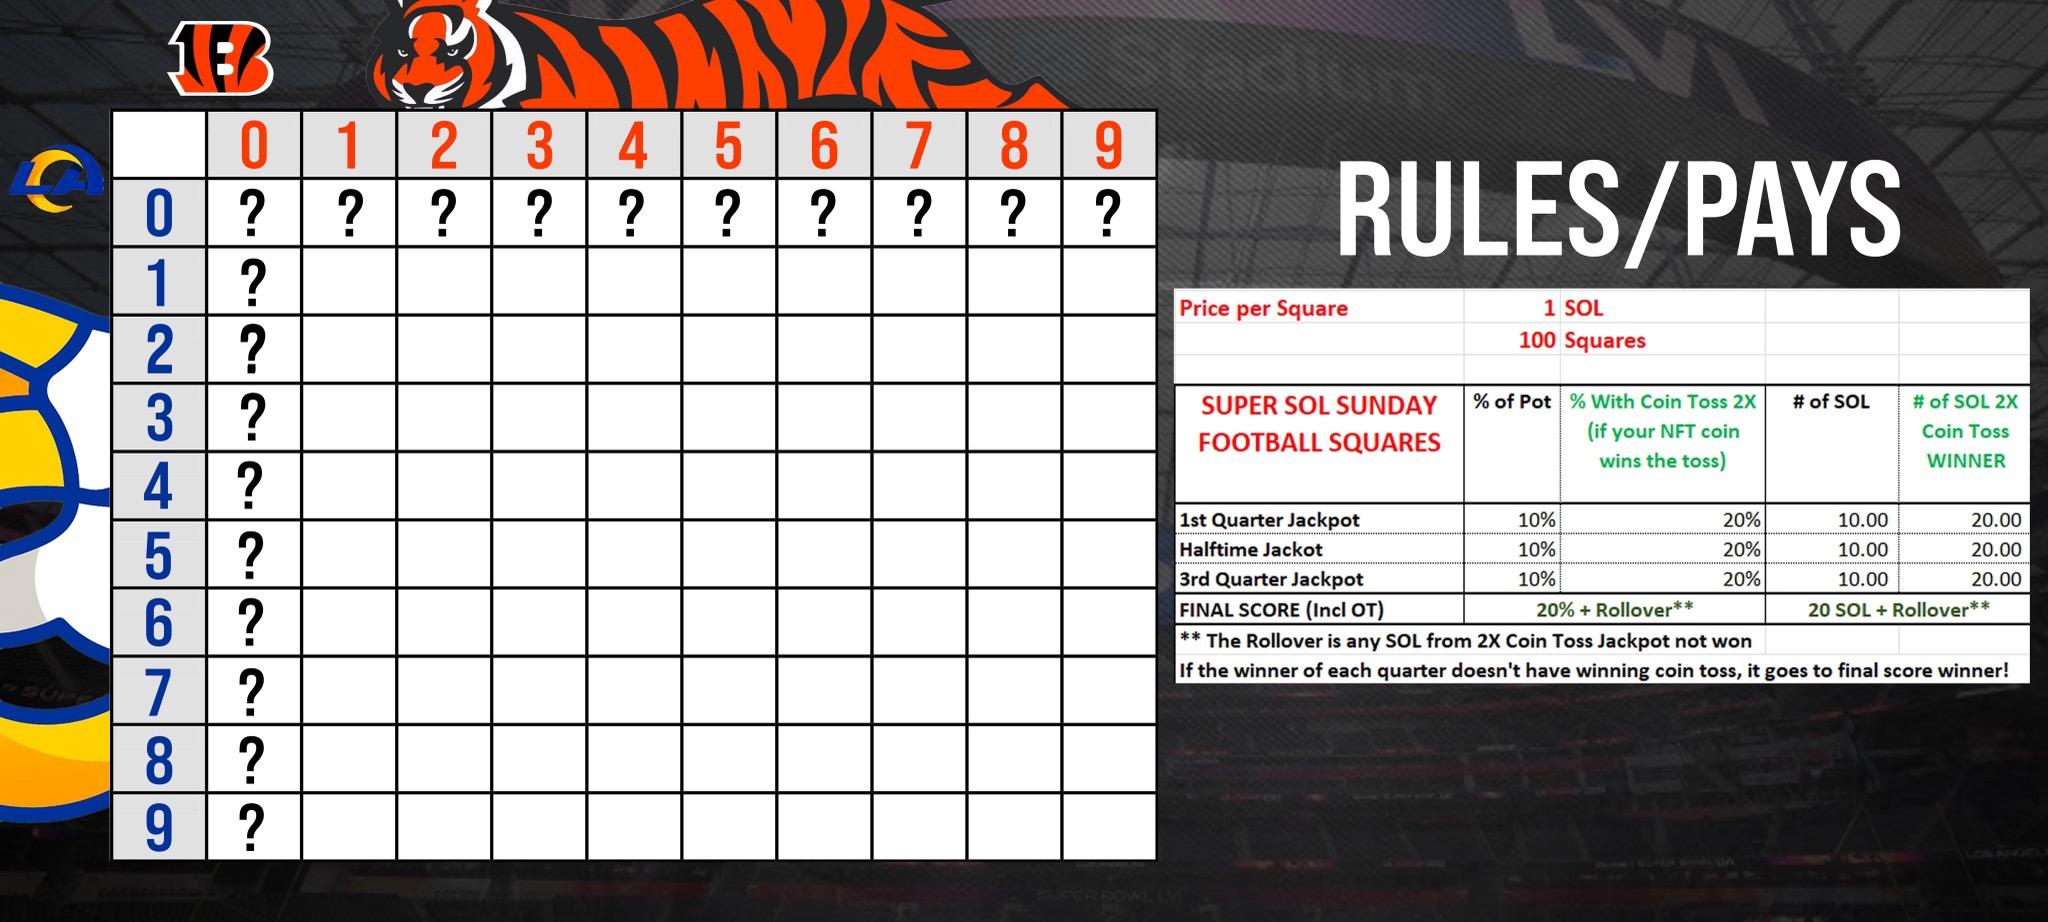 B
LA
0 1 2 3 4 5 6 7 8 9
0 ? ? ? ? ? ? ? ? ? ?
1 ?
2 ?
3 ?
4 ?
5 ?
6 ?
7 ?
8 ?
9 ?
RULES/PAYS
Price per Square 1 SOL
100 Squares
SUPER SOL SUNDAY
FOOTBALL SQUARES
% of Pot
% With Coin Toss 2X
(if your NFT coin
wins the toss)
# of SOL
# of SOL 2X
Coin Toss
WINNER
1st Quarter Jackpot 10% 20% 10.00 20.00
Halftime Jackot 10% 20% 10.00 20.00
3rd Quarter Jackpot 10% 20% 10.00 20.00
FINAL SCORE (Incl OT) 20% + Rollover** 20 SOL + Rollover**
** The Rollover is any SOL from 2X Coin Toss Jackpot not won
If the winner of each quarter doesn't have winning coin toss, it goes to final score winner!
SUPER BOWL LVI